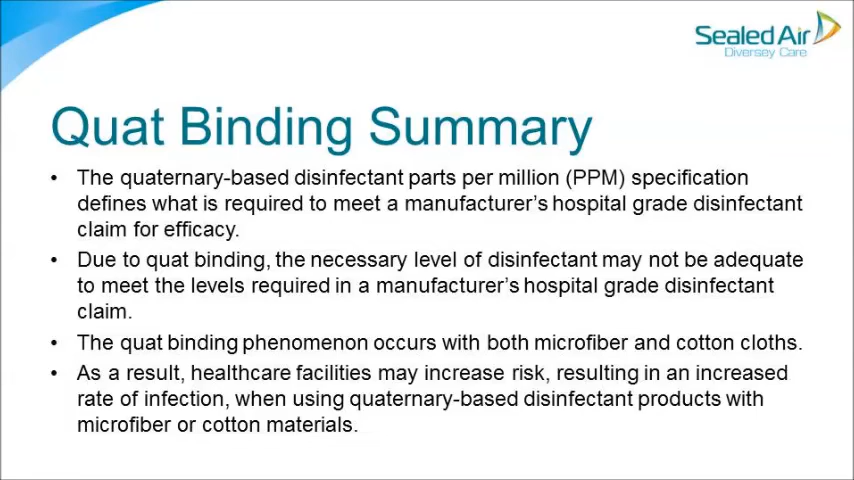 Sealed Air
Diversey Care
Quat Binding Summary
• The quaternary-based disinfectant parts per million (PPM) specification
defines what is required to meet a manufacturer's hospital grade disinfectant
claim for efficacy.
• Due to quat binding, the necessary level of disinfectant may not be adequate
to meet the levels required in a manufacturer's hospital grade disinfectant
claim.
• The quat binding phenomenon occurs with both microfiber and cotton cloths.
• As a result, healthcare facilities may increase risk, resulting in an increased
rate of infection, when using quaternary-based disinfectant products with
microfiber or cotton materials.